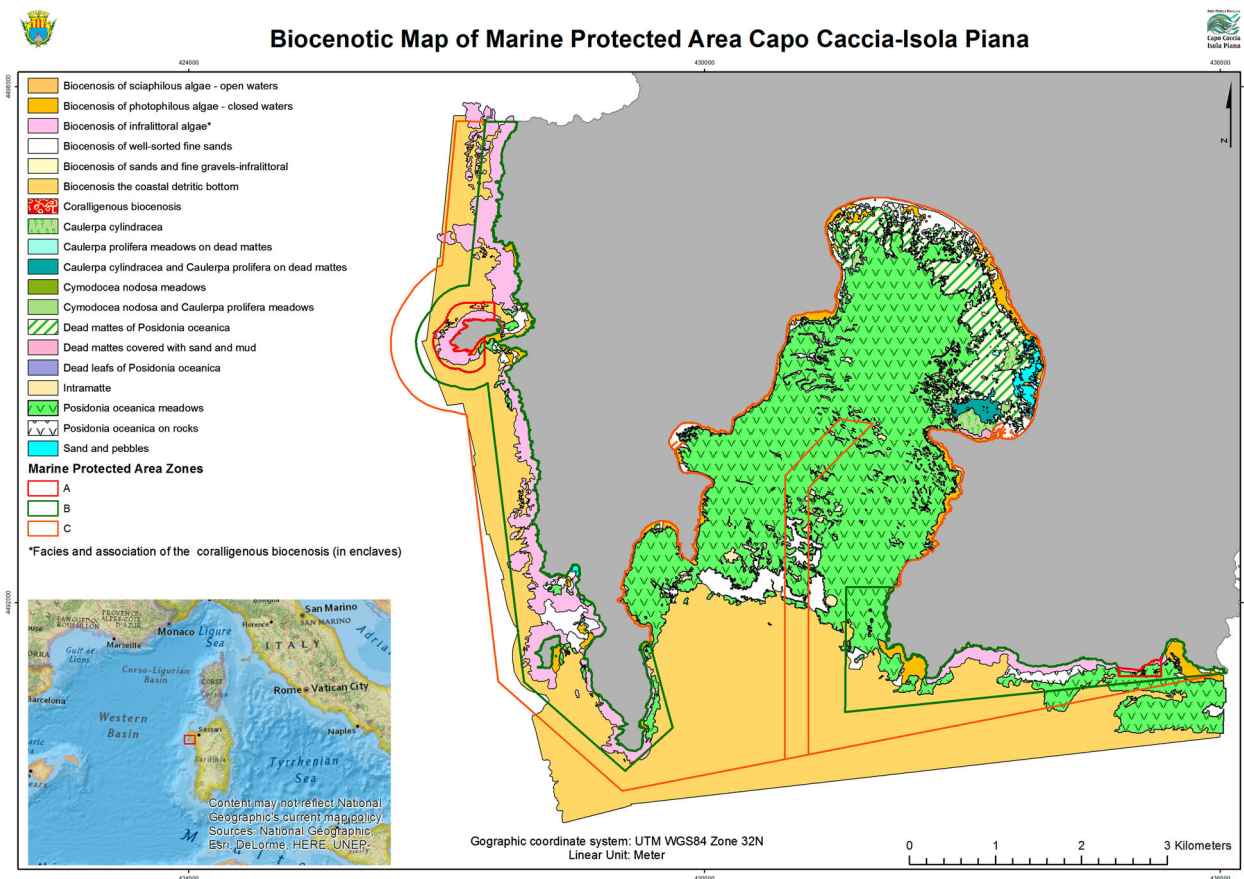 Biocenotic Map of Marine Protected Area Capo Caccia-Isola Piana
Capo Caccia
Isola Piana
424000
430000
436000
4498000
4492000
Biocenosis of sciaphilous algae - open waters
Biocenosis of photophilous algae - closed waters
Biocenosis of infralittoral algae*
Biocenosis of well-sorted fine sands
Biocenosis of sands and fine gravels-infralittoral
Biocenosis the coastal detritic bottom
Coralligenous biocenosis
Caulerpa cylindracea
Caulerpa prolifera meadows on dead mattes
Caulerpa cylindracea and Caulerpa prolifera on dead mattes
Cymodocea nodosa meadows
Cymodocea nodosa and Caulerpa prolifera meadows
Dead mattes of Posidonia oceanica
Dead mattes covered with sand and mud
Dead leafs of Posidonia oceanica
Intramatte
Posidonia oceanica meadows
Posidonia oceanica on rocks
Sand and pebbles
Marine Protected Area Zones
A
B
C
*Facies and association of the coralligenous biocenosis (in enclaves)
N
San Marino
SAN MARINO
Florence
Monaco
Ligure
Sea
Marseille
Gulf of
Lions
ITALY
Corso-Ligurian
Basin
CORSE
Corsica
Rome
Vatican City
Barcelona
Western
Basin
Naples
Sassari
Sardinia
Tyrrhenian
Sea
Content may not reflect National
Geographic's current map policy.
Sources: National Geographic,
Esri, DeLorme, HERE, UNEP-
Gographic coordinate system: UTM WGS84 Zone 32N
Linear Unit: Meter
0 1 2 3 Kilometers
424000
430000